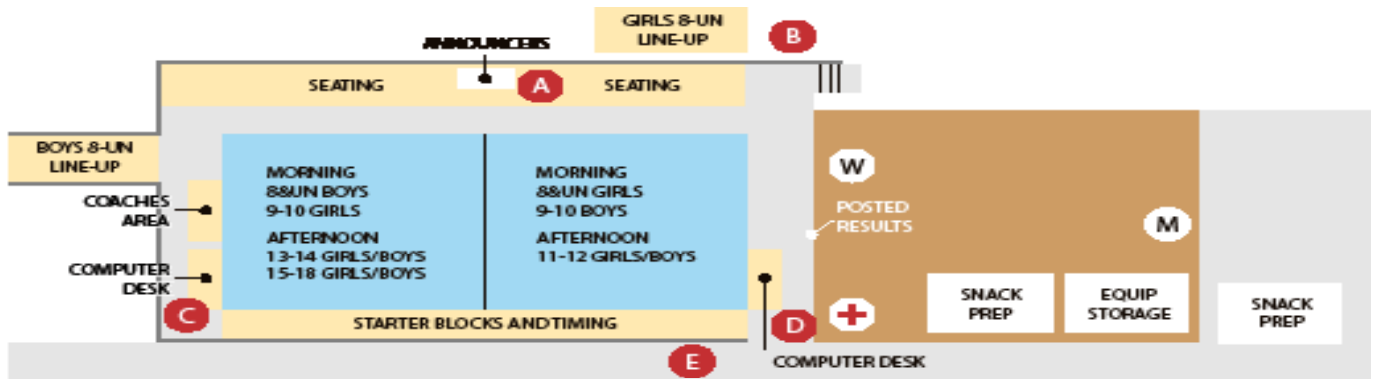 GIRLS 8-UN
LINE-UP
B
ANNOUNCERS
SEATING
A
SEATING
BOYS 8-UN
LINE-UP
COACHES
AREA
COMPUTER
DESK
C
MORNING
8&UN BOYS
9-10 GIRLS
AFTERNOON
13-14 GIRLS/BOYS
15-18 GIRLS/BOYS
MORNING
8&UN GIRLS
9-10 BOYS
AFTERNOON
11-12 GIRLS/BOYS
STARTER BLOCKS ANDTIMING
D
E
COMPUTER DESK
W
POSTED
RESULTS
M
SNACK
PREP
EQUIP
STORAGE
SNACK
PREP